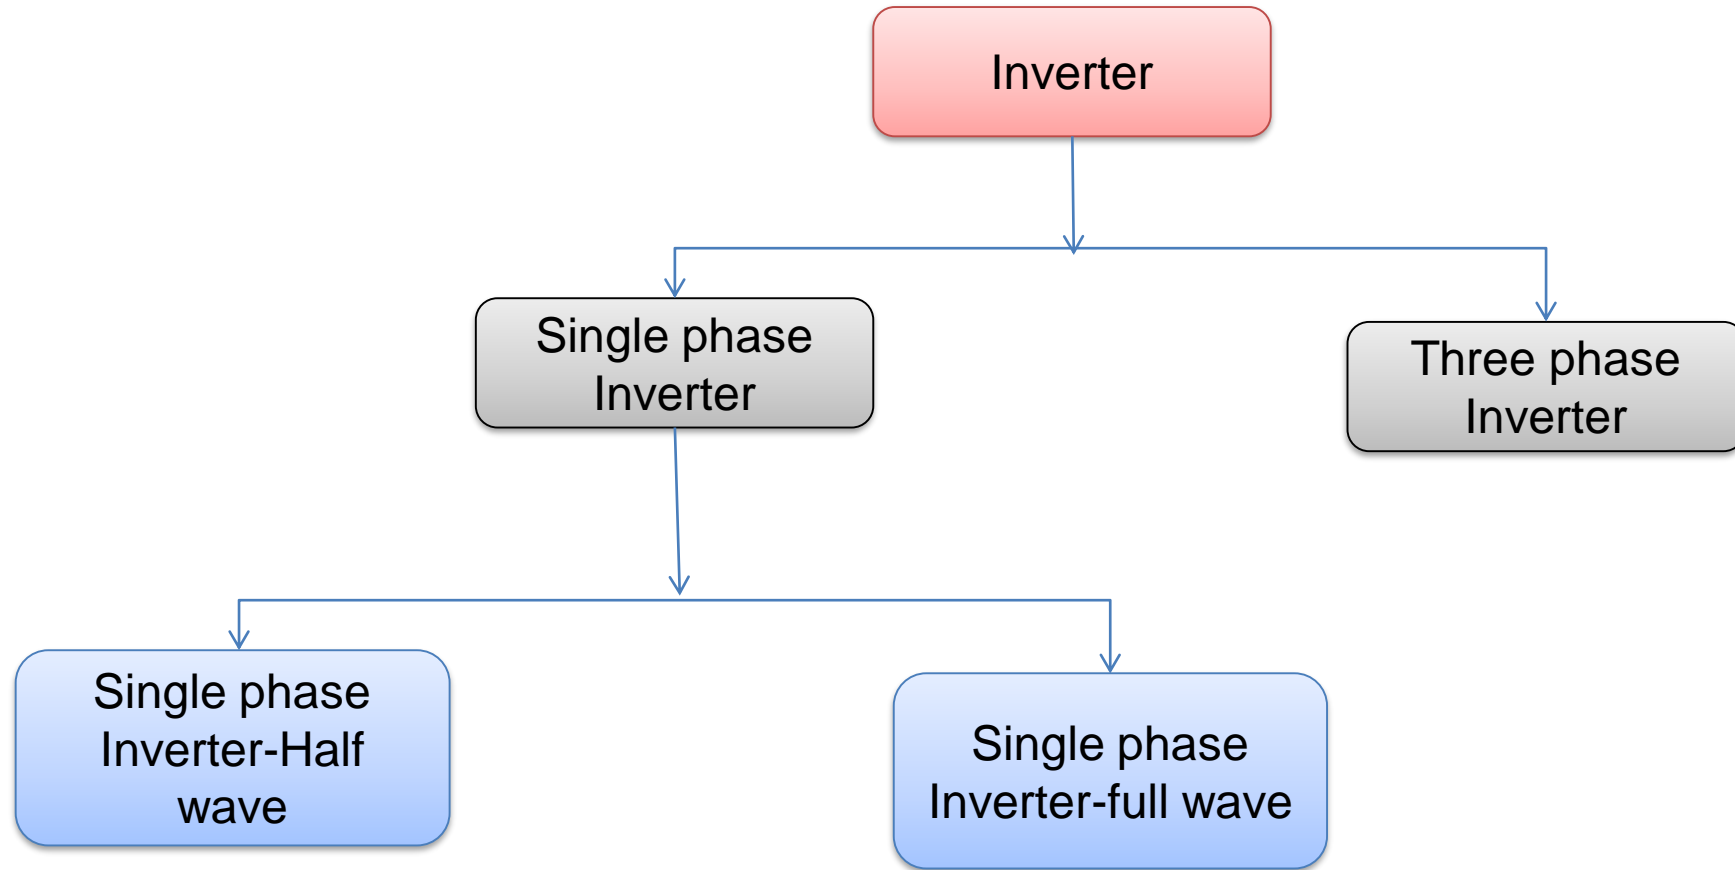 Inverter
Single phase
Inverter
Three phase
Inverter
Single phase
Inverter-Half
wave
Single phase
Inverter-full wave